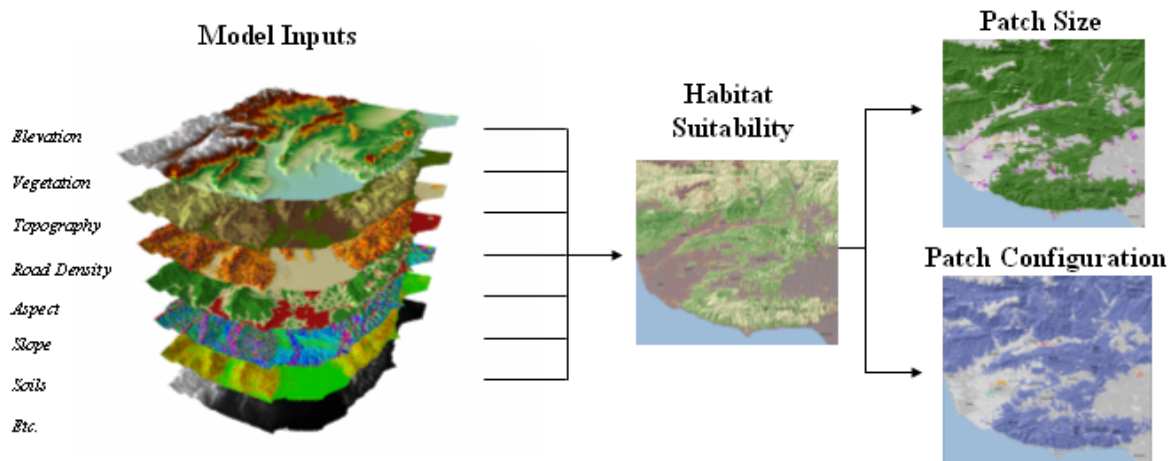 Model Inputs
Elevation
Vegetation
Topography
Road Density
Aspect
Slope
Soils
Etc.
Habitat
Suitability
Patch Size
Patch Configuration